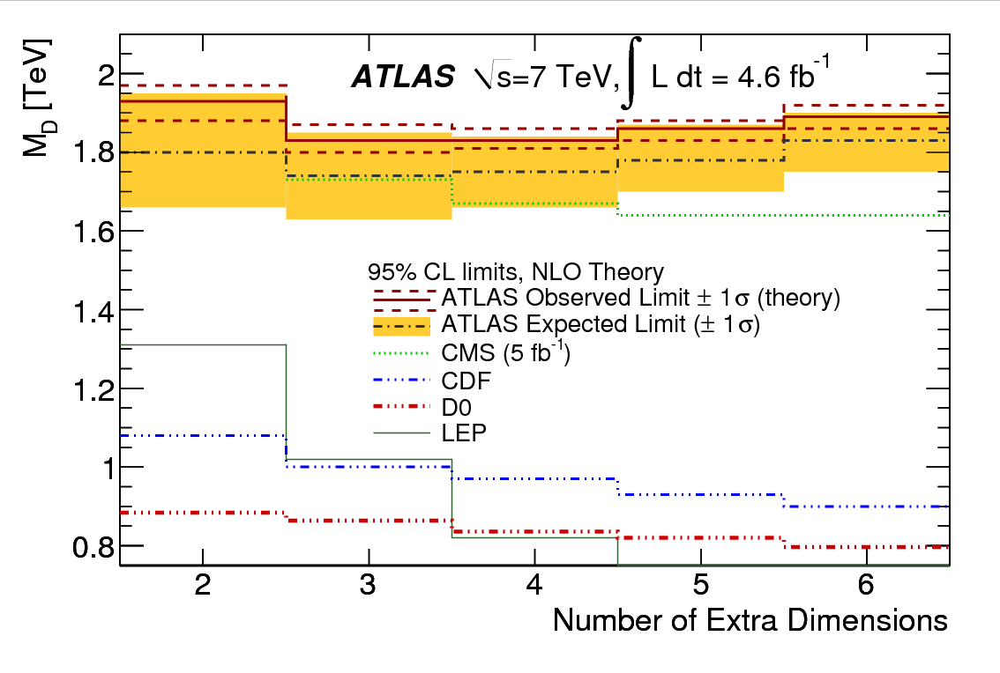 M_D [TeV]
ATLAS √s=7 TeV, ∫ L dt = 4.6 fb⁻¹
2
1.8
1.6
1.4
1.2
1
0.8
95% CL limits, NLO Theory
ATLAS Observed Limit ± 1σ (theory)
ATLAS Expected Limit (± 1σ)
CMS (5 fb⁻¹)
CDF
D0
LEP
2 3 4 5 6
Number of Extra Dimensions